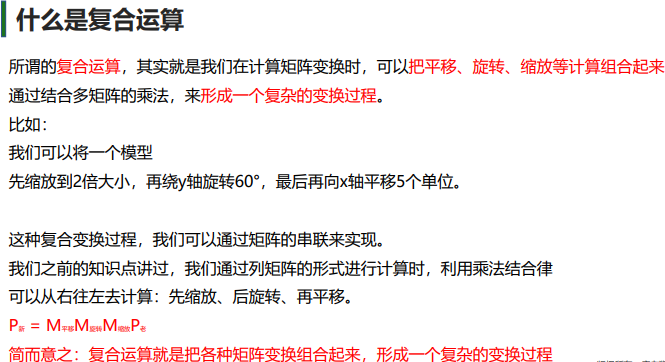 什么是复合运算
所谓的复合运算，其实就是我们在计算矩阵变换时，可以把平移、旋转、缩放等计算组合起来
通过结合多矩阵的乘法，来形成一个复杂的变换过程。
比如：
我们可以将一个模型
先缩放到2倍大小，再绕y轴旋转60°，最后再向x轴平移5个单位。
这种复合变换过程，我们可以通过矩阵的串联来实现。
我们之前的知识点讲过，我们通过列矩阵的形式进行计算时，利用乘法结合律
可以从右往左去计算：先缩放、后旋转、再平移。
P新 = M平移M旋转M缩放P老
简而意之：复合运算就是把各种矩阵变换组合起来，形成一个复杂的变换过程